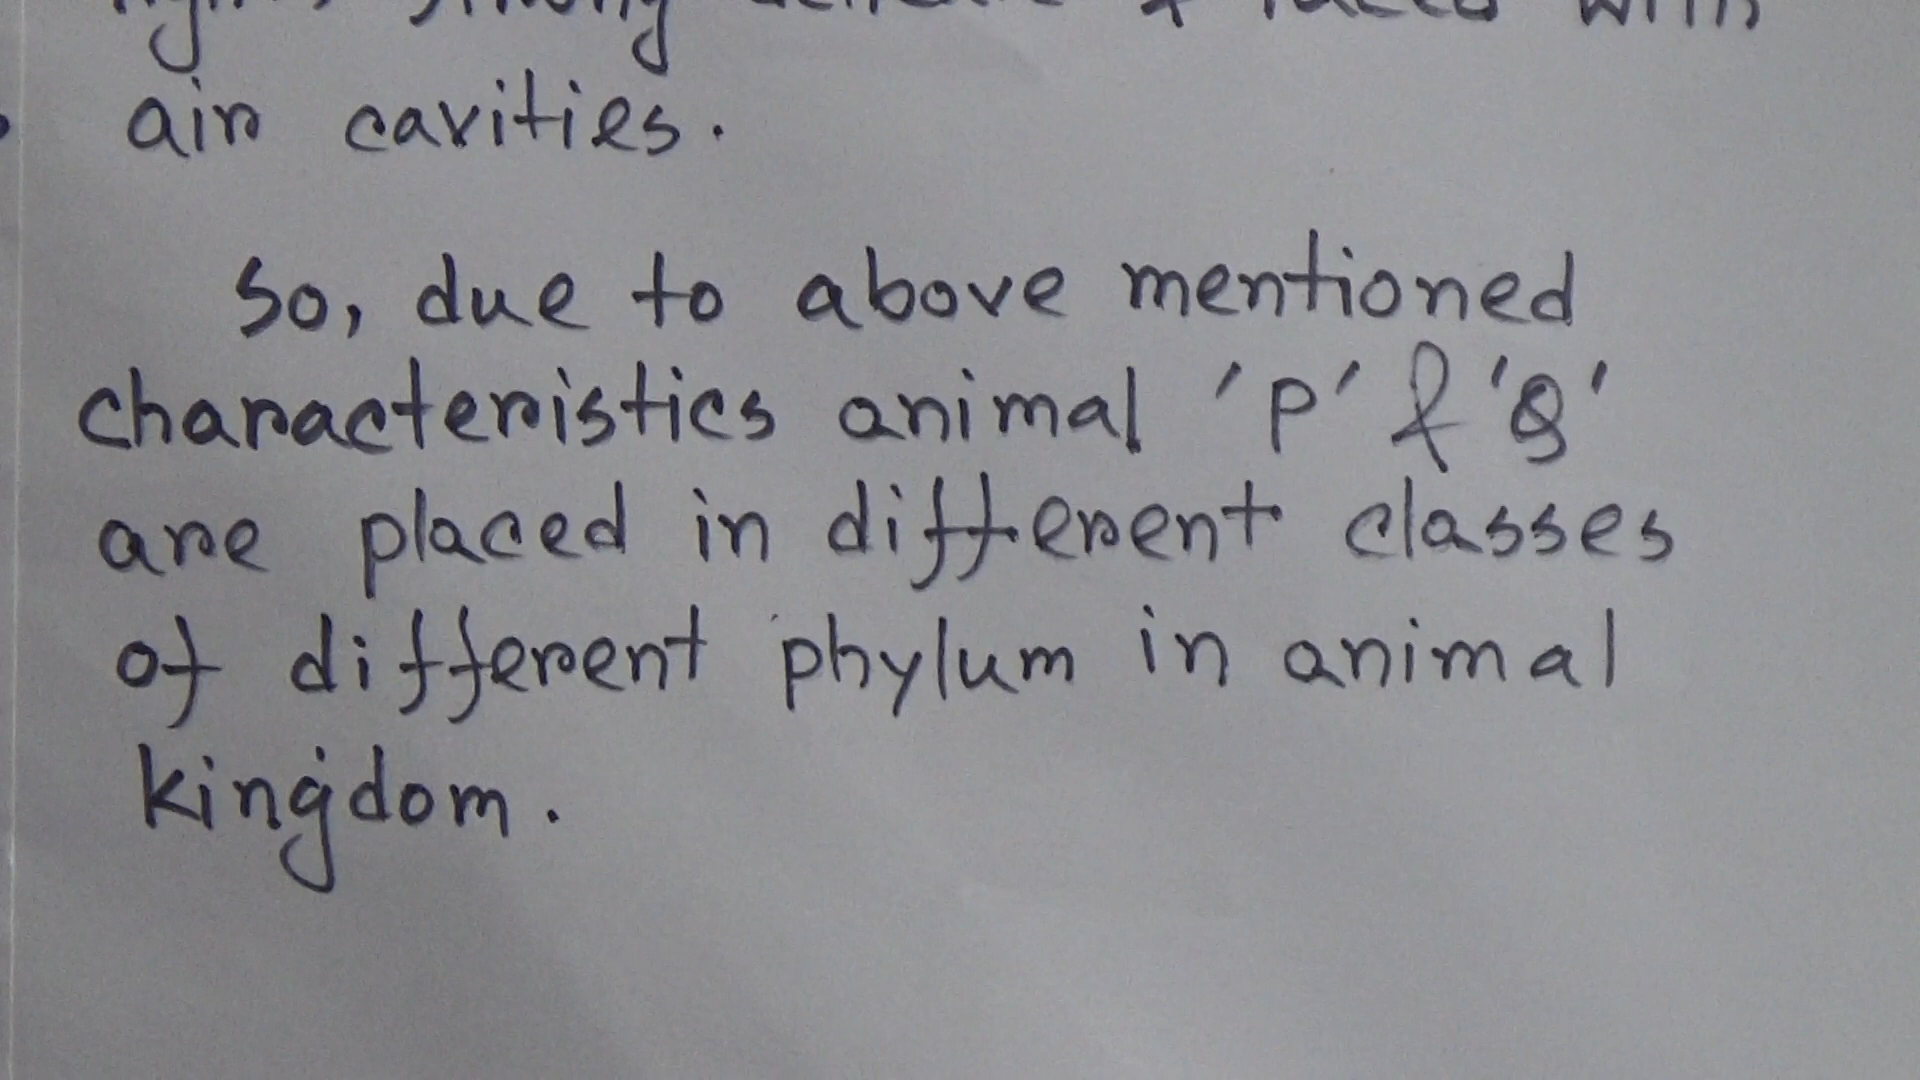 with
air cavities.
So, due to above mentioned
characteristics animal 'P' & 'Q'
are placed in different classes
of different phylum in animal
kingdom.